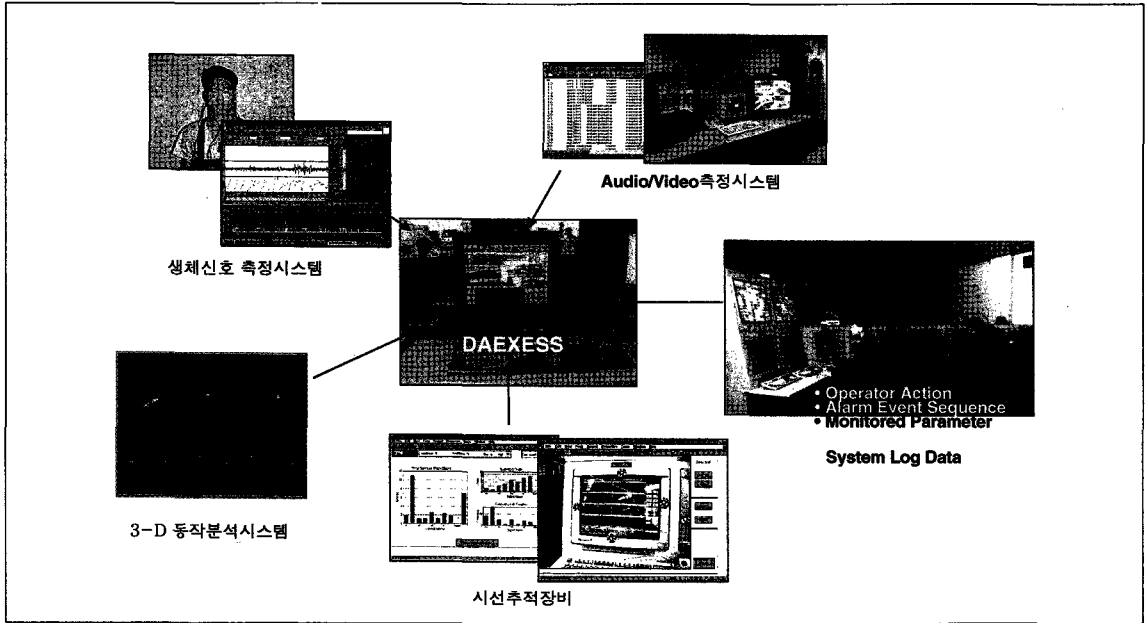 Audio/Video측정시스템
생체신호 측정시스템
DAEXESS
• Operator Action
• Alarm Event Sequence
• Monitored Parameter
System Log Data
3-D 동작분석시스템
시선추적장비